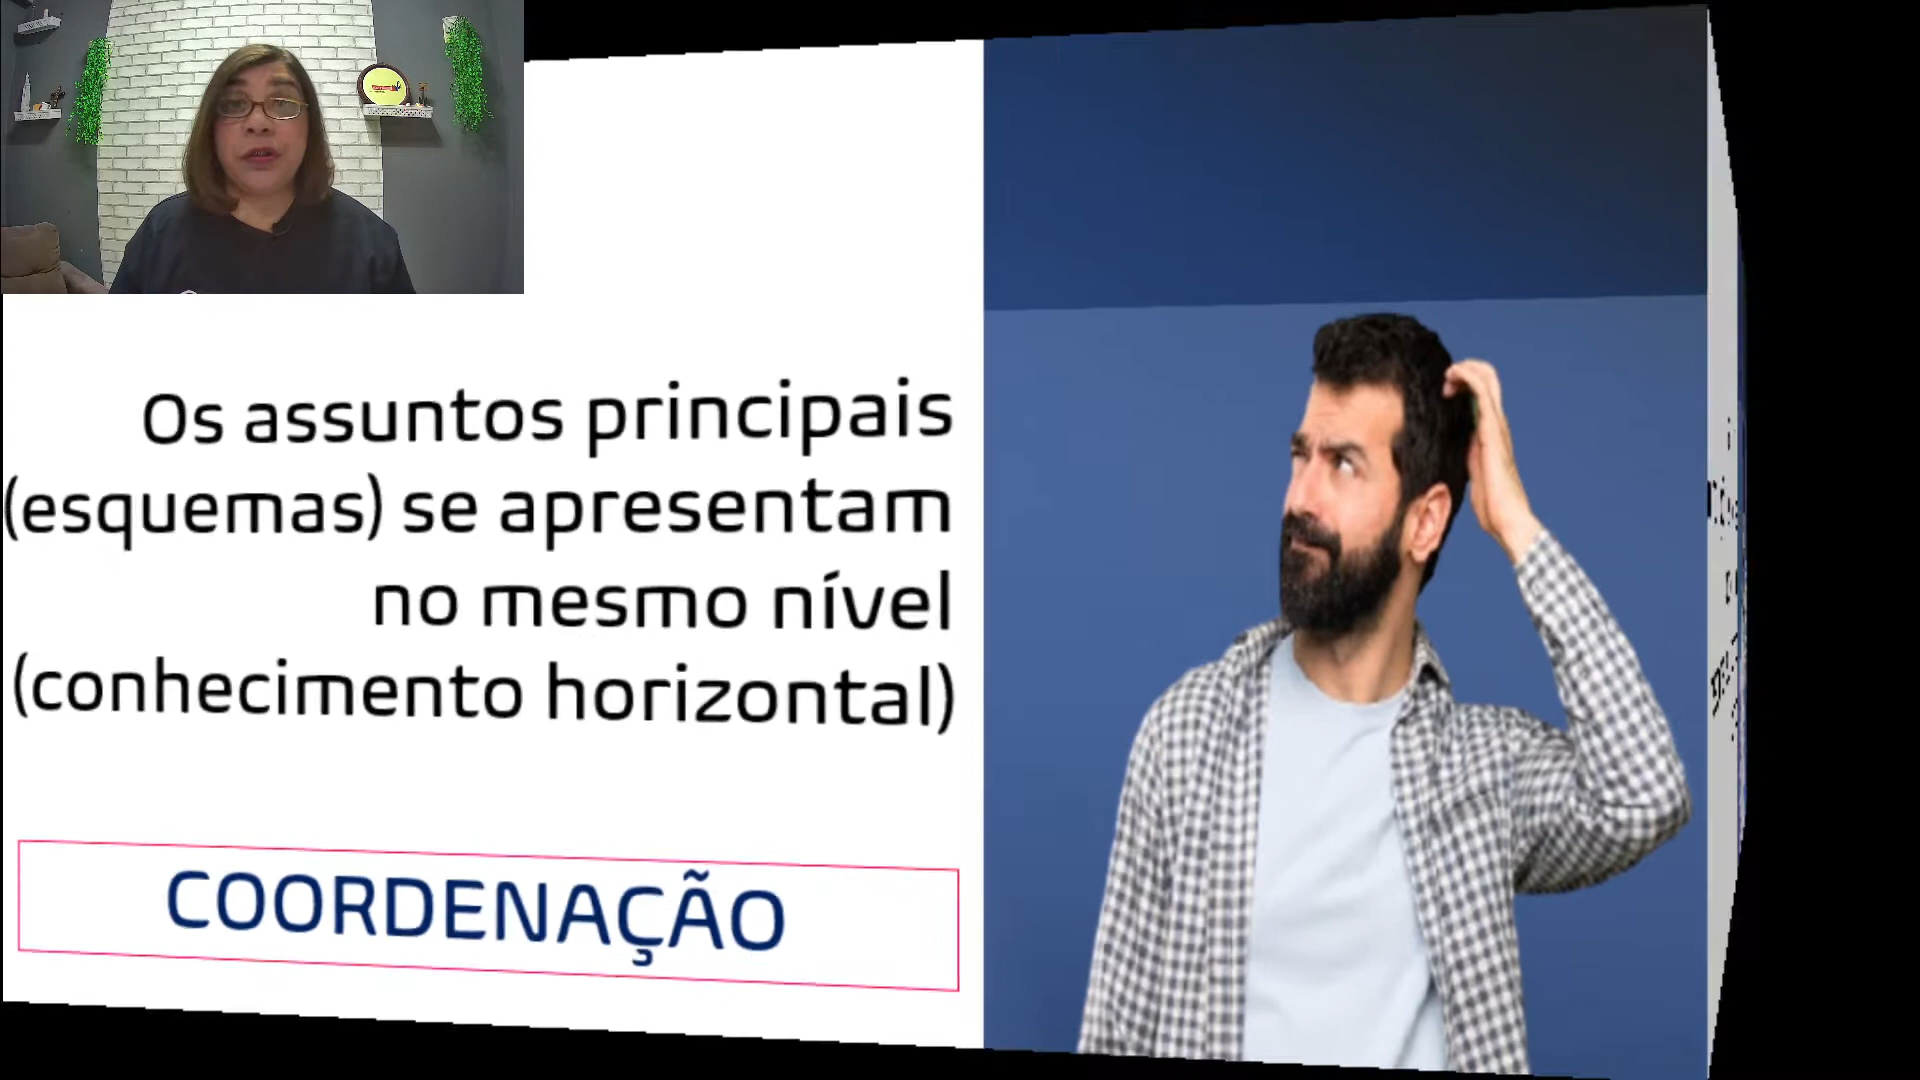 Os assuntos principais
(esquemas) se apresentam
no mesmo nível
(conhecimento horizontal)
COORDENAÇÃO